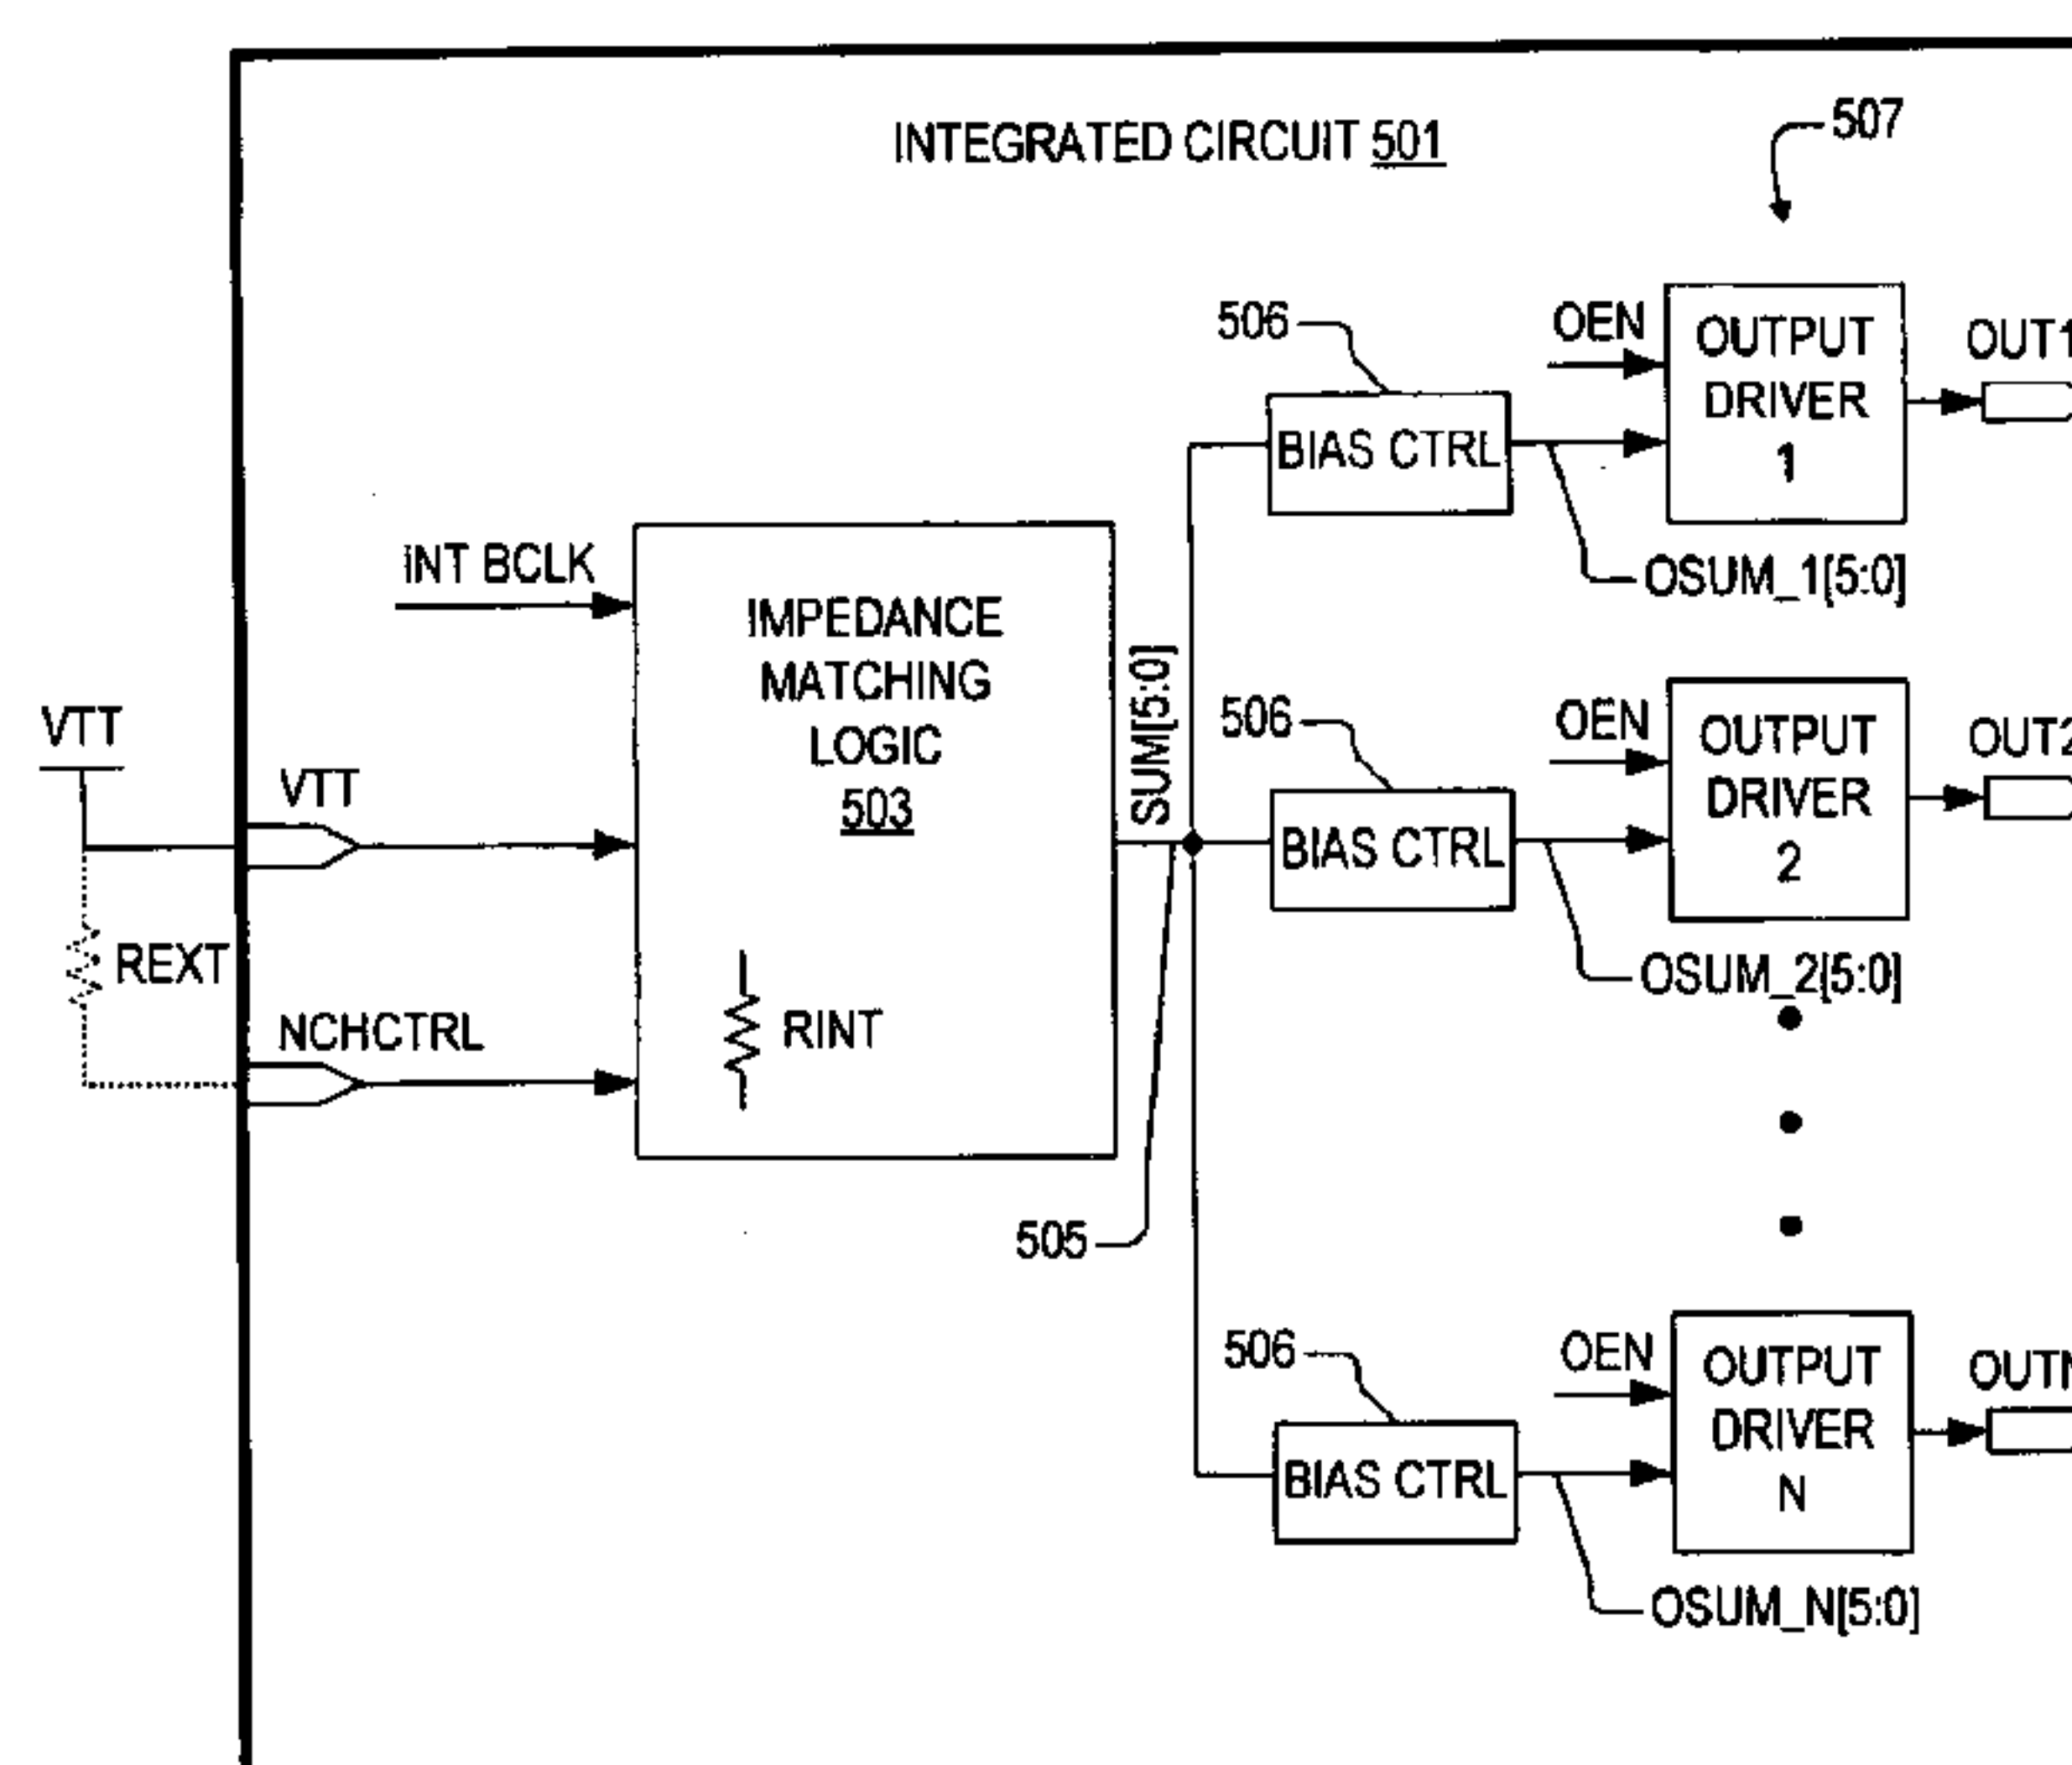 INTEGRATED CIRCUIT 501
507
506
OEN
OUTPUT
DRIVER
1
OUT1
BIAS CTRL
OSUM_1[5:0]
INT BCLK
IMPEDANCE
MATCHING
LOGIC
503
SUM[5:0]
506
OEN
OUTPUT
DRIVER
2
OUT2
VTT
VTT
BIAS CTRL
OSUM_2[5:0]
REXT
NCHCTRL
RINT
505
506
OEN
OUTPUT
DRIVER
N
OUTN
BIAS CTRL
OSUM_N[5:0]